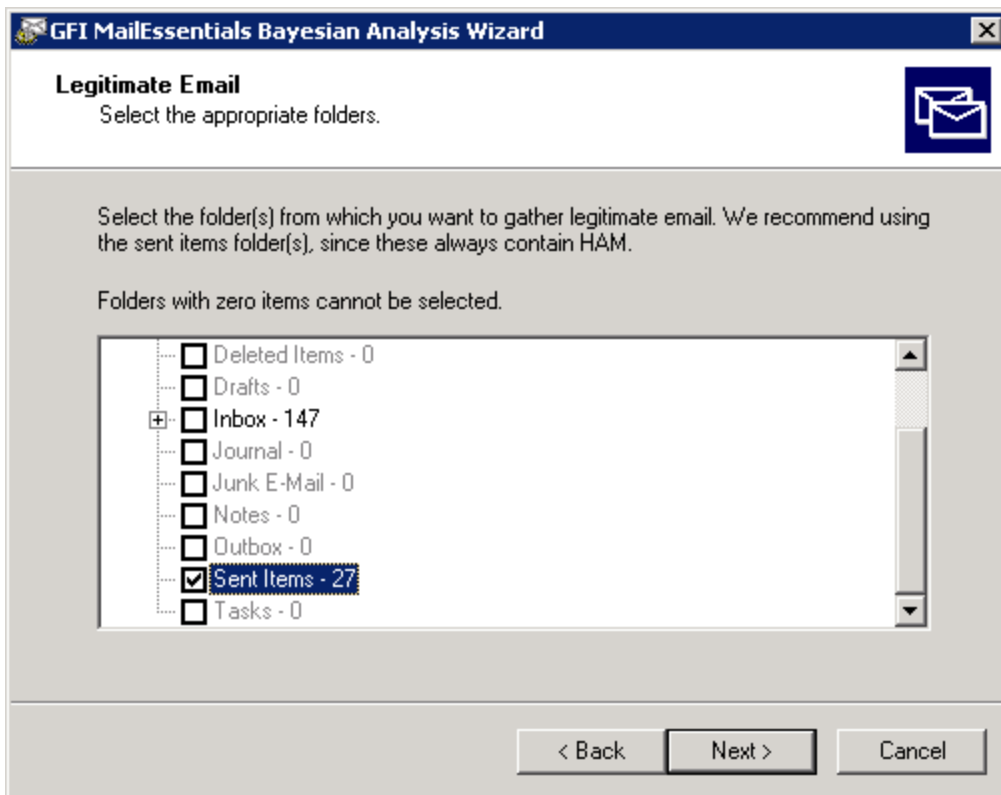 GFI MailEssentials Bayesian Analysis Wizard
Legitimate Email
Select the appropriate folders.
Select the folder(s) from which you want to gather legitimate email. We recommend using
the sent items folder(s), since these always contain HAM.
Folders with zero items cannot be selected.
Deleted Items - 0
Drafts - 0
Inbox - 147
Journal - 0
Junk E-Mail - 0
Notes - 0
Outbox - 0
Sent Items - 27
Tasks - 0
< Back Next > Cancel